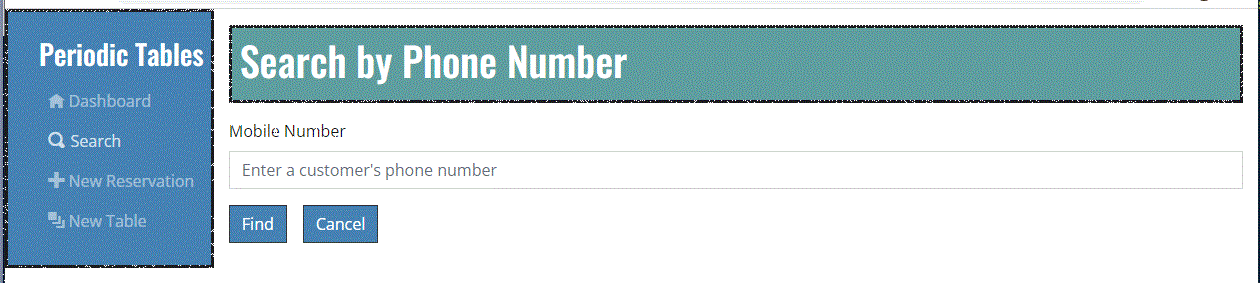 Periodic Tables
Dashboard
Search
New Reservation
New Table
Search by Phone Number
Mobile Number
Enter a customer's phone number
Find
Cancel